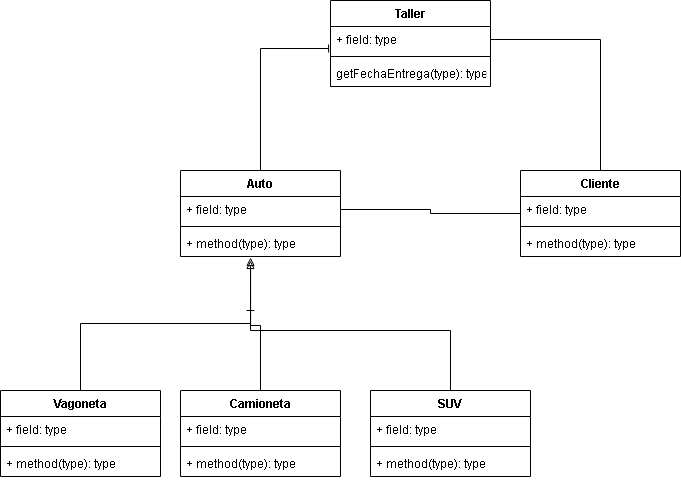 Taller
+ field: type
getFechaEntrega(type): type
Auto
+ field: type
+ method(type): type
Cliente
+ field: type
+ method(type): type
Vagoneta
+ field: type
+ method(type): type
Camioneta
+ field: type
+ method(type): type
SUV
+ field: type
+ method(type): type